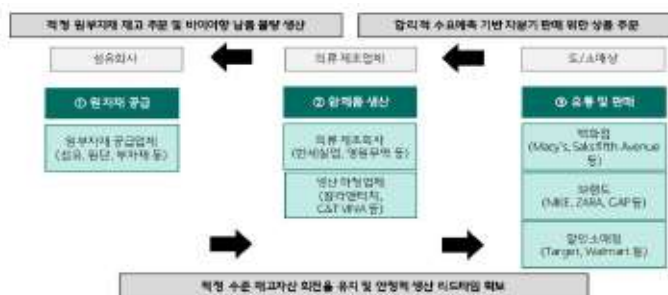 적정 원부자재 재고 주문 및 바이어향 납품 물량 생산
합리적 수요예측 기반 차분기 판매 위한 상품 주문
섬유회사
의류 제조업체
도/소매상
① 원자재 공급
② 완제품 생산
③ 유통 및 판매
원부자재 공급업체
(섬유, 원단, 부자재 등)
의류 제조회사
(한세실업, 영원무역 등)
생산 하청업체
C&T VINA 등)
백화점
(Macy's, Saksfifth Avenue
등)
브랜드
(NIKE, ZARA, GAP 등)
할인소매점
(Target, Walmart 등)
적정 수준 재고자산 회전율 유지 및 안정적 생산 리드타임 확보